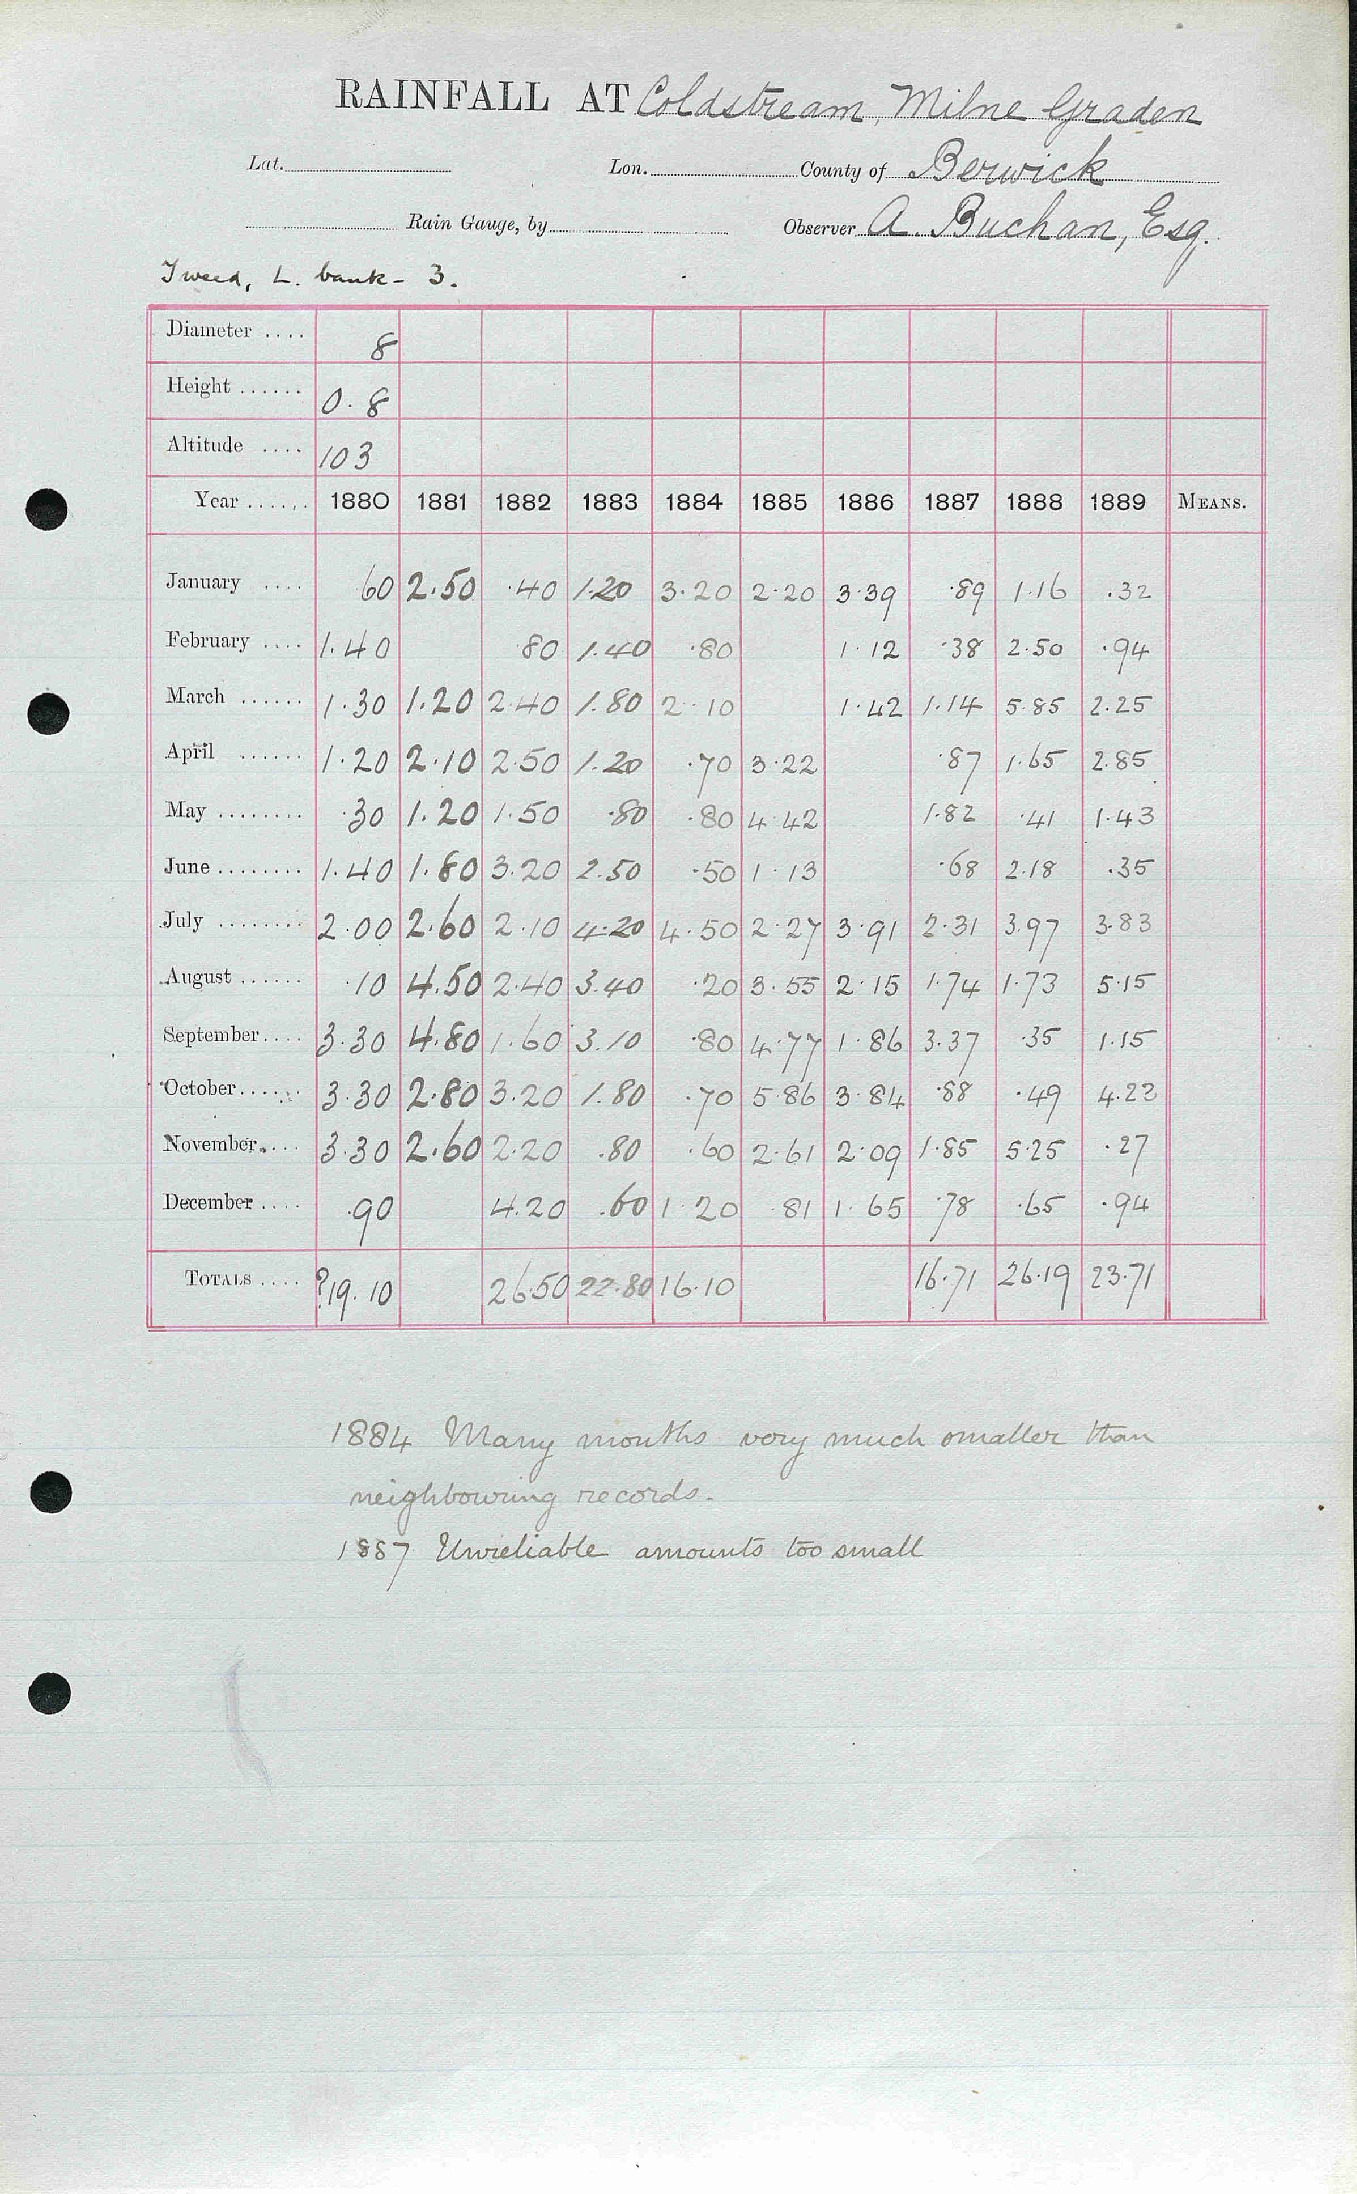 RAINFALL AT Coldstream, Milne Graden
Lat. Lon. County of Berwick
Rain Gauge, by Observer A. Buchan, Esq.
Tweed, L. bank - 3.
Diameter .... 8
Height ...... 0.8
Altitude .... 103
Year ...... 1880 1881 1882 1883 1884 1885 1886 1887 1888 1889 MEANS.
January .... 60 2.50 .40 1.20 3.20 2.20 3.39 .89 1.16 .32
February .... 1.40 .80 1.40 .80 1.12 .38 2.50 .94
March ...... 1.30 1.20 2.40 1.80 2.10 1.42 1.14 5.85 2.25
April ...... 1.20 2.10 2.50 1.20 .70 3.22 .87 1.65 2.85
May ........ .30 1.20 1.50 .80 .80 4.42 1.82 .41 1.43
June ........ 1.40 1.80 3.20 2.50 .50 1.13 .68 2.18 .35
July ........ 2.00 2.60 2.10 4.20 4.50 2.27 3.91 2.31 3.97 3.83
August ...... .10 4.50 2.40 3.40 .20 3.55 2.15 1.74 1.73 5.15
September .... 3.30 4.80 1.60 3.10 .80 4.77 1.86 3.37 .35 1.15
October ...... 3.30 2.80 3.20 1.80 .70 5.86 3.84 .88 .49 4.23
November .... 3.30 2.60 2.20 .80 .60 2.61 2.09 1.85 5.25 .27
December .... .90 4.20 .60 1.20 .81 1.65 .78 .65 .94
TOTALS .... ?19.10 26.50 22.80 16.10 16.71 26.19 23.71
1884 Many months very much smaller than
neighbouring records.
1887 Unreliable amounts too small